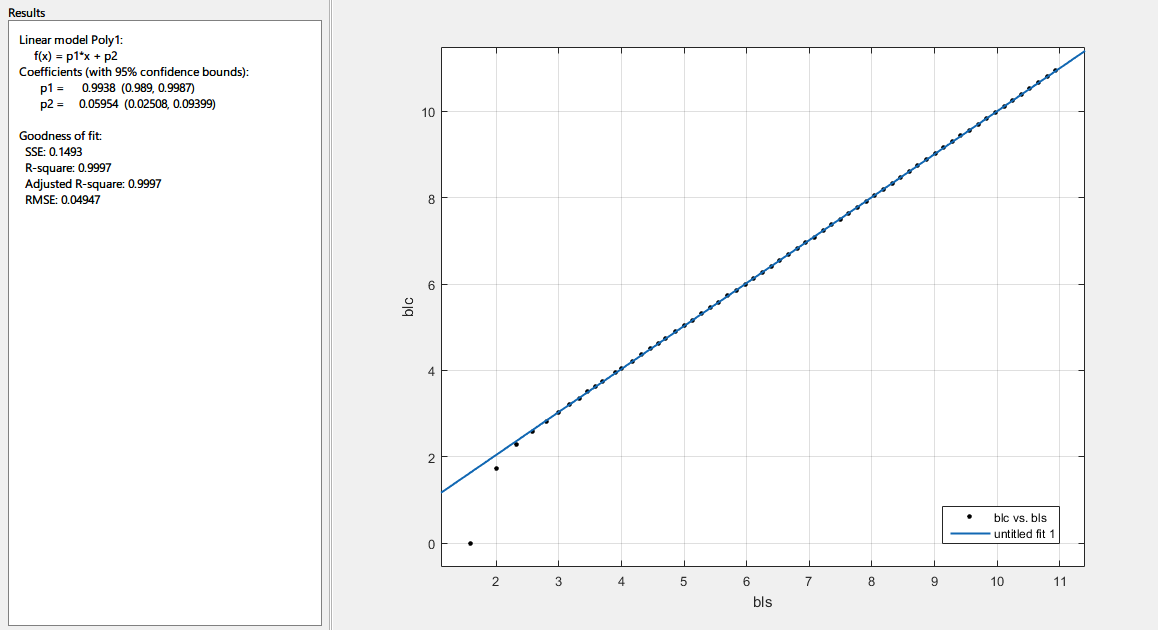 Results
Linear model Poly1:
f(x) = p1*x + p2
Coefficients (with 95% confidence bounds):
p1 = 0.9938 (0.989, 0.9987)
p2 = 0.05954 (0.02508, 0.09399)
Goodness of fit:
SSE: 0.1493
R-square: 0.9997
Adjusted R-square: 0.9997
RMSE: 0.04947
10
8
6
4
2
0
blc
2 3 4 5 6 7 8 9 10 11
bls
blc vs. bls
untitled fit 1